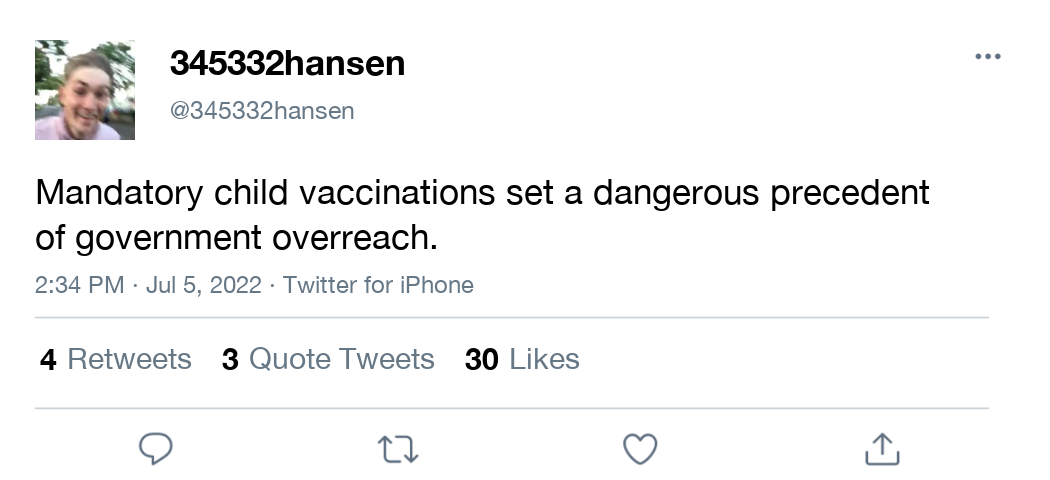 345332hansen
@345332hansen
Mandatory child vaccinations set a dangerous precedent
of government overreach.
2:34 PM · Jul 5, 2022 · Twitter for iPhone
4 Retweets 3 Quote Tweets 30 Likes